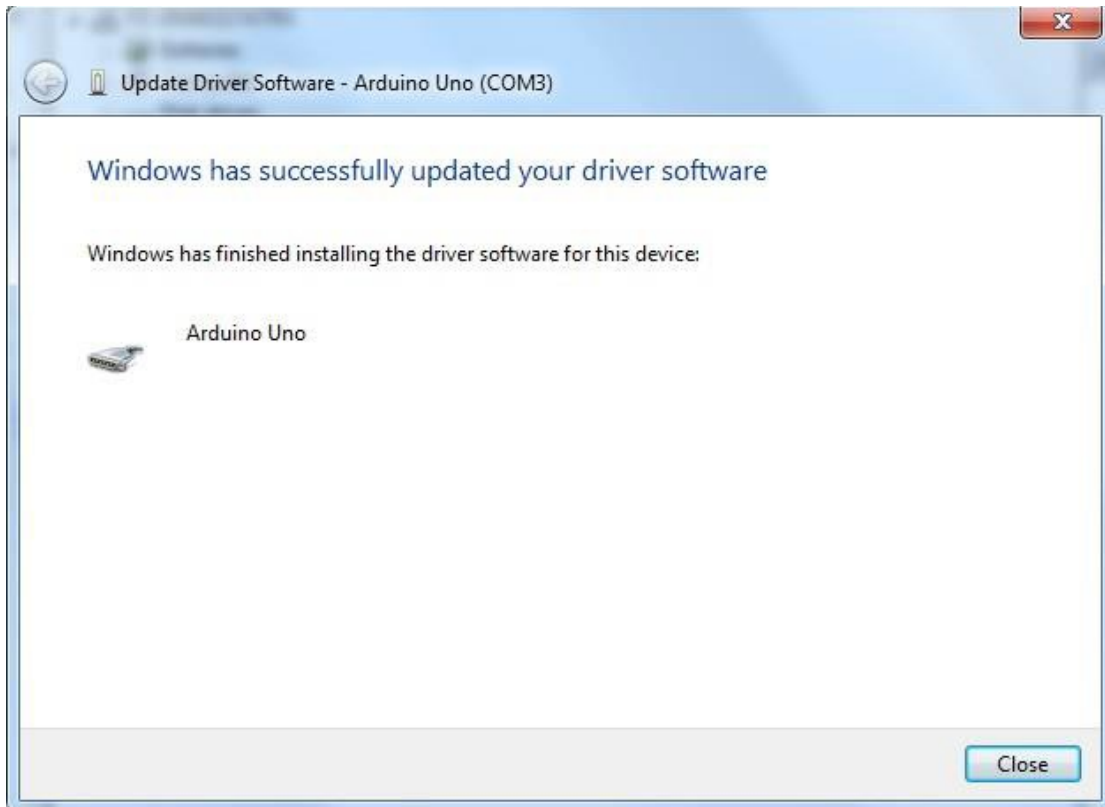 Update Driver Software - Arduino Uno (COM3)
Windows has successfully updated your driver software
Windows has finished installing the driver software for this device:
Arduino Uno
Close